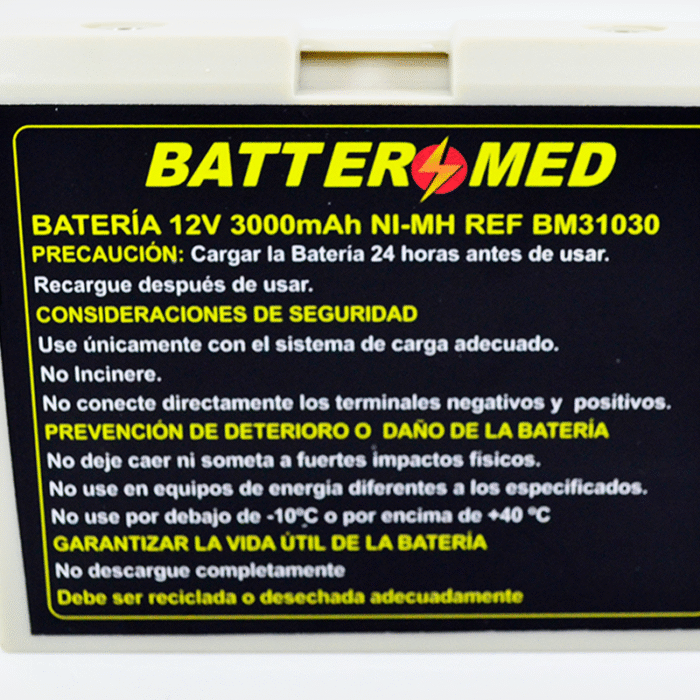 BATTERMED
BATERÍA 12V 3000mAh NI-MH REF BM31030
PRECAUCIÓN: Cargar la Batería 24 horas antes de usar.
Recargue después de usar.
CONSIDERACIONES DE SEGURIDAD
Use únicamente con el sistema de carga adecuado.
No Incinere.
No conecte directamente los terminales negativos y positivos.
PREVENCIÓN DE DETERIORO O DAÑO DE LA BATERÍA
No deje caer ni someta a fuertes impactos físicos.
No use en equipos de energía diferentes a los especificados.
No use por debajo de -10ºC o por encima de +40 ºC
GARANTIZAR LA VIDA ÚTIL DE LA BATERÍA
No descargue completamente
Debe ser reciclada o desechada adecuadamente